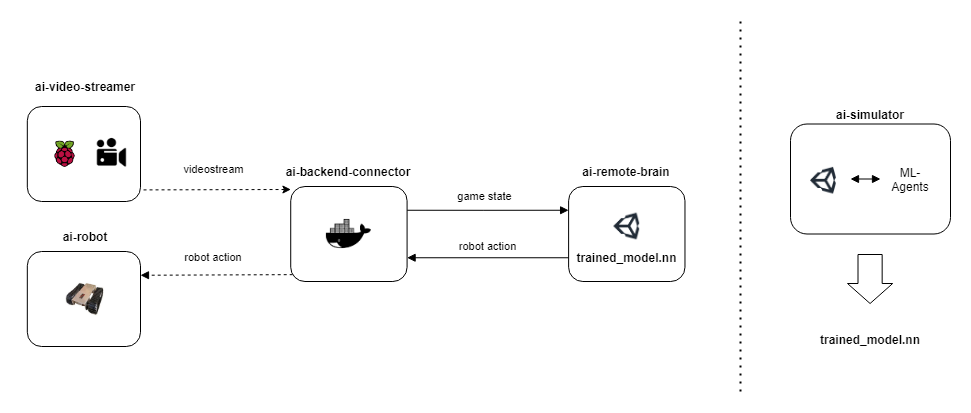 ai-video-streamer
videostream
ai-robot
robot action
ai-backend-connector
game state
robot action
ai-remote-brain
trained_model.nn
ai-simulator
ML-
Agents
trained_model.nn